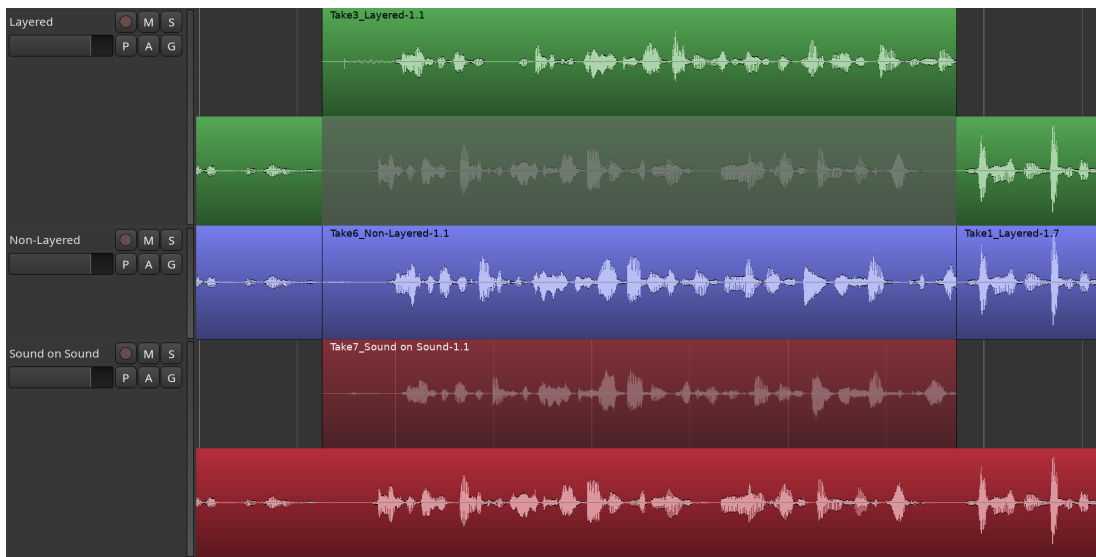 Layered
M S
P A G
Take3_Layered-1.1
Non-Layered
M S
P A G
Take6_Non-Layered-1.1
Take1_Layered-1.7
Sound on Sound
M S
P A G
Take7_Sound on Sound-1.1